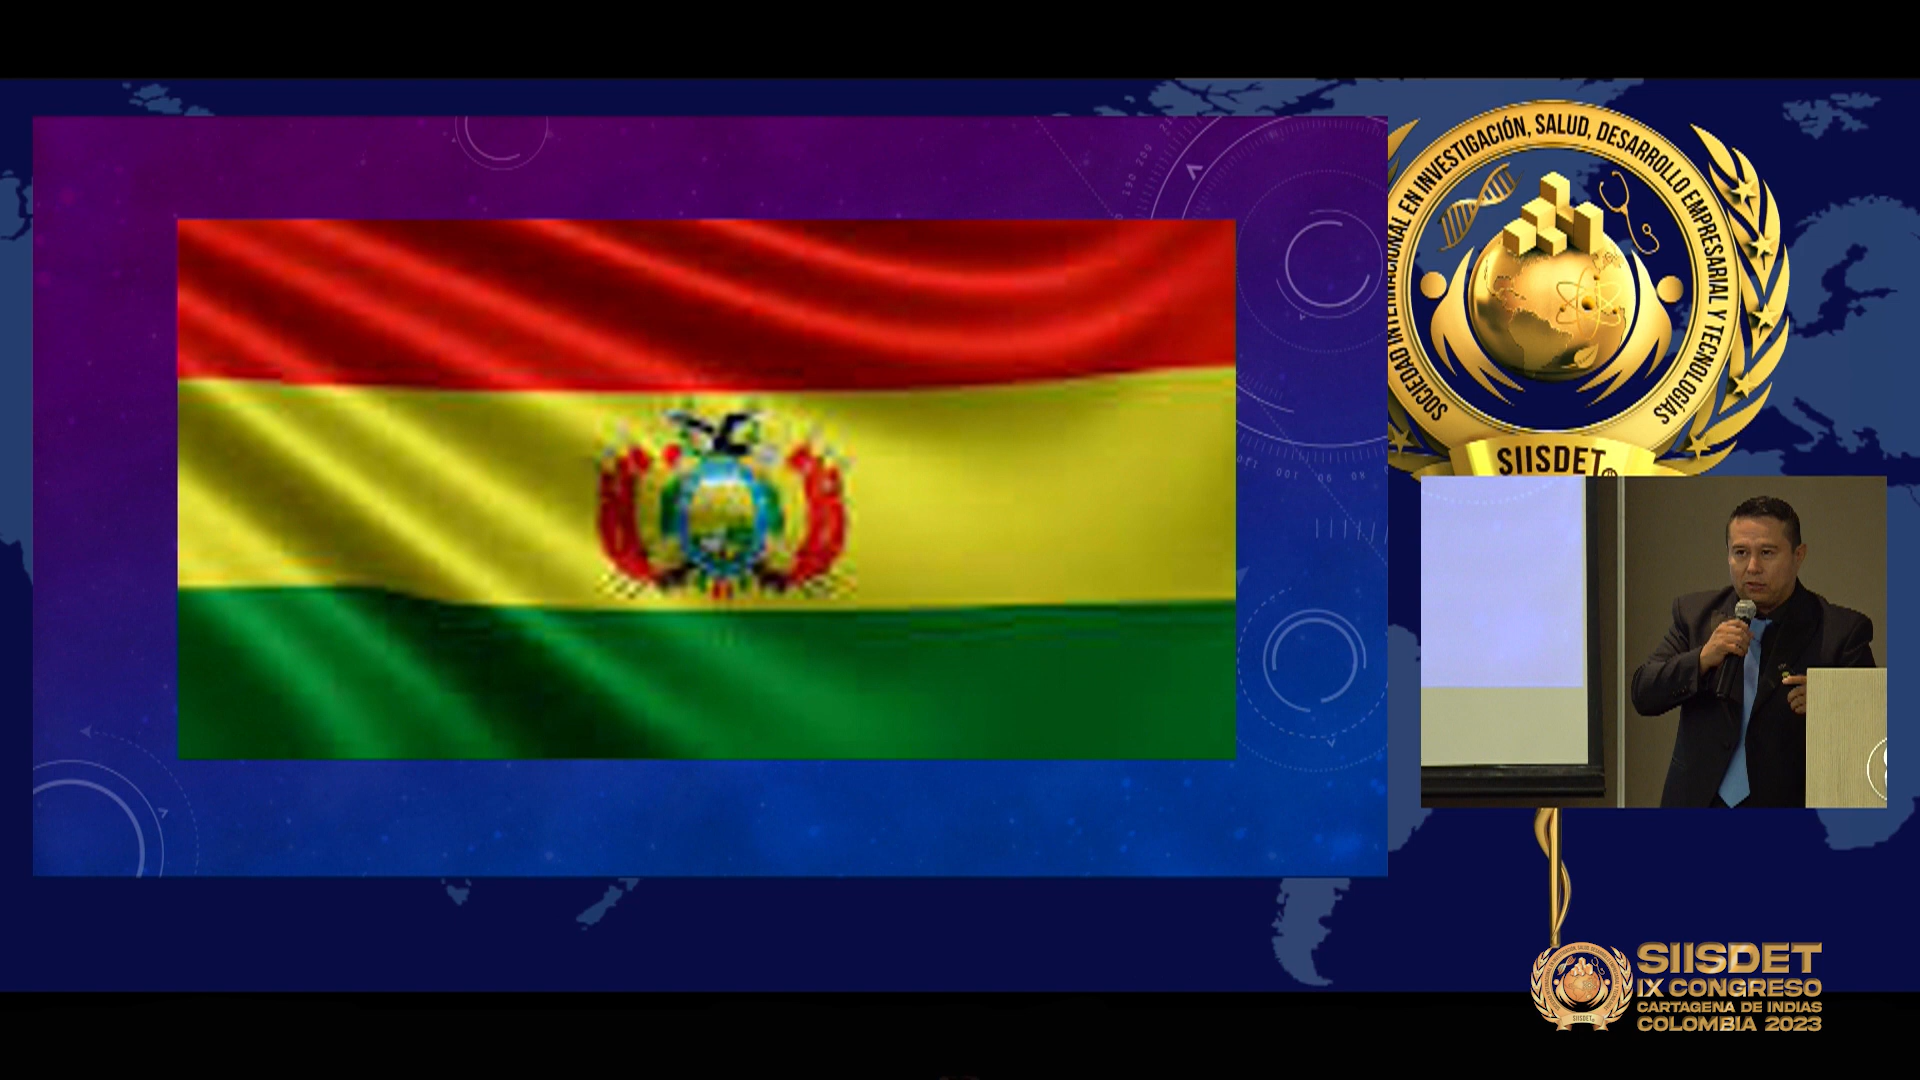 SOCIEDAD INTERNACIONAL EN INVESTIGACIÓN, SALUD, DESARROLLO EMPRESARIAL Y TECNOLOGÍAS
SIISDET
SIISDET
IX CONGRESO
CARTAGENA DE INDIAS
COLOMBIA 2023